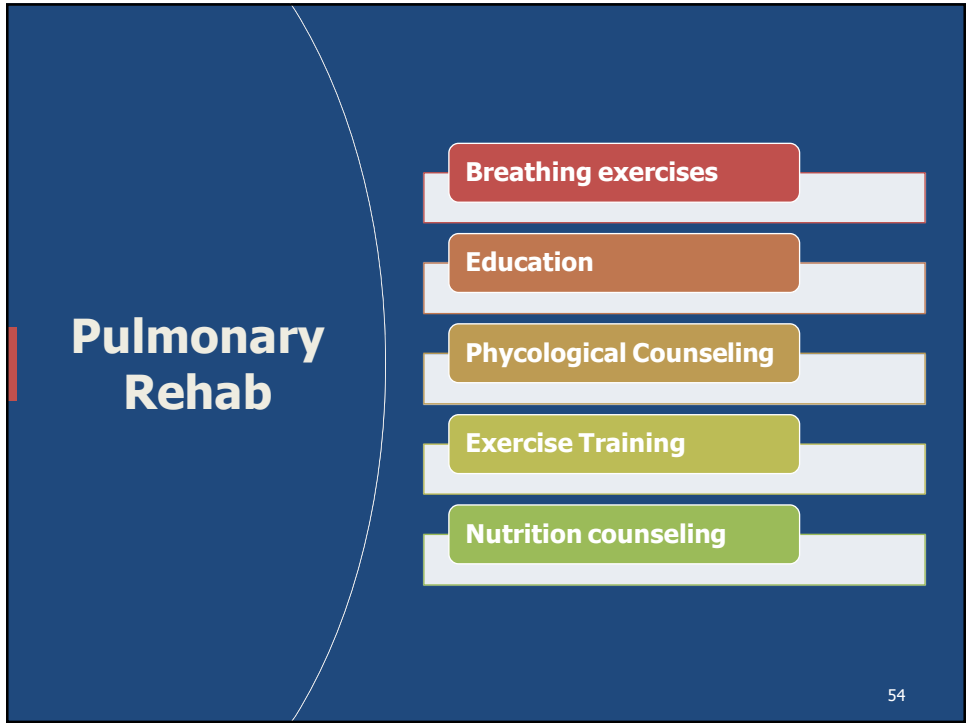 Pulmonary
Rehab
Breathing exercises
Education
Phycological Counseling
Exercise Training
Nutrition counseling
54